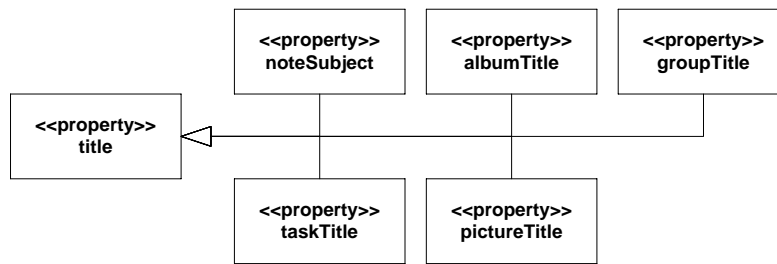 <<property>>
noteSubject
<<property>>
albumTitle
<<property>>
groupTitle
<<property>>
title
<<property>>
taskTitle
<<property>>
pictureTitle